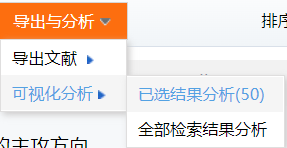 导出与分析
排序
导出文献
可视化分析
已选结果分析(50)
全部检索结果分析
的主攻方向